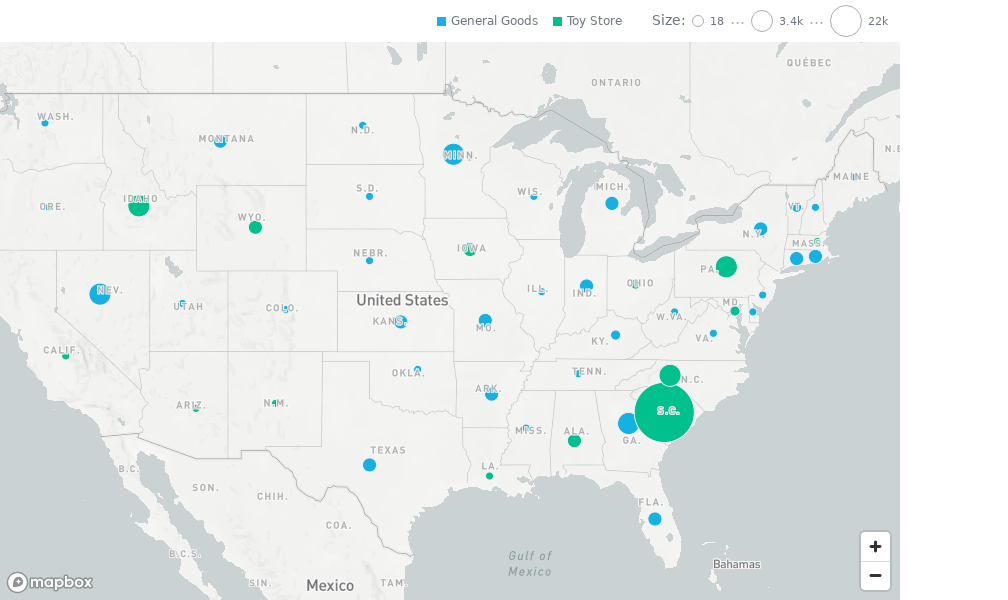 General Goods
Toy Store
Size: 18 ... 3.4k ... 22k
QUÉBEC
ONTARIO
WASH.
MONTANA
N.D.
MINN.
N.B
MAINE
ORE.
IDAHO
WYO.
S.D.
WIS.
MICH.
VT.
N.Y.
MASS.
NEBR.
IOWA
PA.
NEV.
UTAH
COLO.
United States
KANS.
ILL.
IND.
OHIO
MD.
W.VA.
VA.
MO.
KY.
CALIF.
OKLA.
TENN.
N.C.
ARIZ.
N.M.
ARK.
S.C.
MISS.
ALA.
GA.
TEXAS
LA.
B.C.
SON.
CHIH.
COA.
FLA.
B.C.S.
SIN.
Mexico
TAM.
Gulf of
Mexico
Bahamas
+
−
mapbox